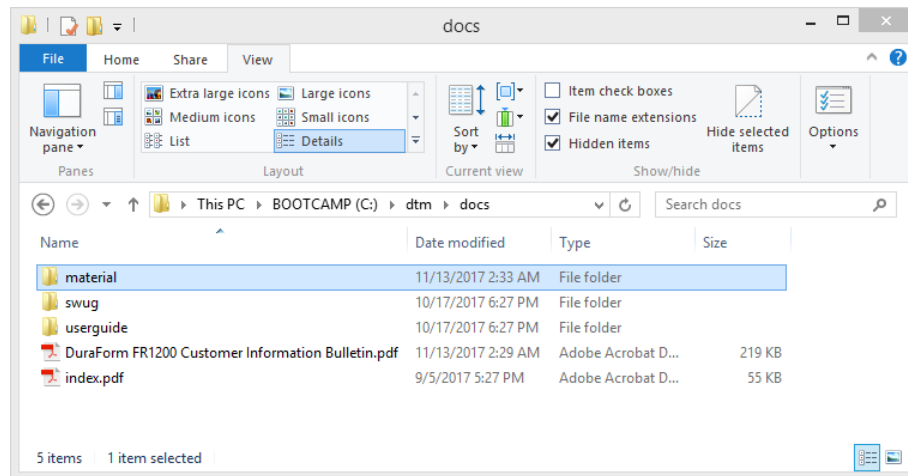 docs
File Home Share View
Extra large icons Large icons
Medium icons Small icons
List Details
Navigation pane
Sort by
Item check boxes
File name extensions
Hidden items
Hide selected items
Options
Panes Layout Current view Show/hide
This PC BOOTCAMP (C:) dtm docs Search docs
Name Date modified Type Size
material 11/13/2017 2:33 AM File folder
swug 10/17/2017 6:27 PM File folder
userguide 10/17/2017 6:27 PM File folder
DuraForm FR1200 Customer Information Bulletin.pdf 11/13/2017 2:29 AM Adobe Acrobat D... 219 KB
index.pdf 9/5/2017 5:27 PM Adobe Acrobat D... 55 KB
5 items 1 item selected